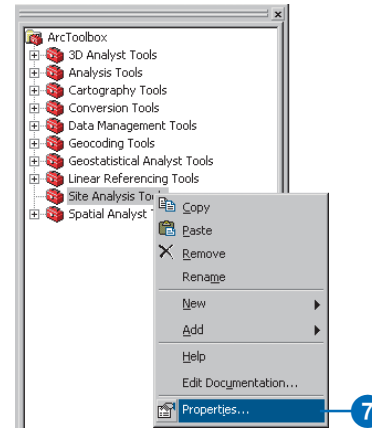 ArcToolbox
3D Analyst Tools
Analysis Tools
Cartography Tools
Conversion Tools
Data Management Tools
Geocoding Tools
Geostatistical Analyst Tools
Linear Referencing Tools
Site Analysis Too
Spatial Analyst
Copy
Paste
Remove
Rename
New
Add
Help
Edit Documentation...
Properties...
7